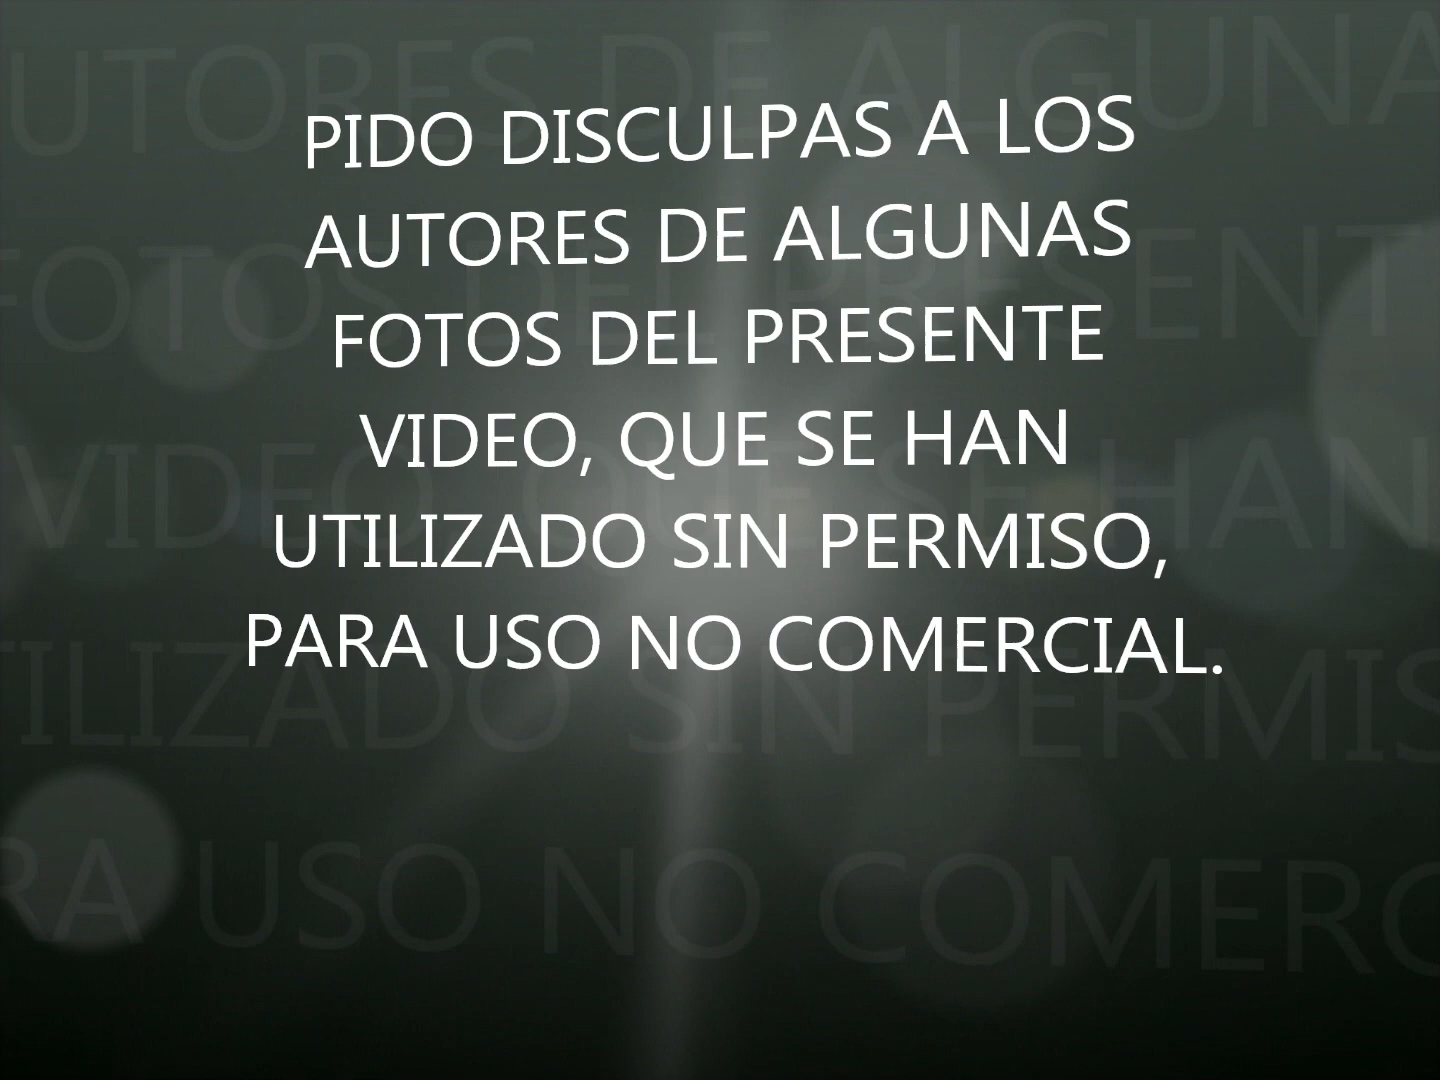 PIDO DISCULPAS A LOS
AUTORES DE ALGUNAS
FOTOS DEL PRESENTE
VIDEO, QUE SE HAN
UTILIZADO SIN PERMISO,
PARA USO NO COMERCIAL.